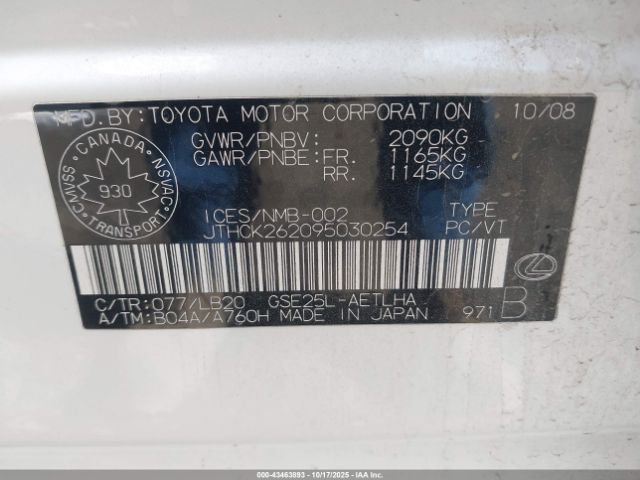 MFD. BY: TOYOTA MOTOR CORPORATION 10/08
GVWR/PNBV: 2090KG
GAWR/PNBE: FR. 1165KG
RR. 1145KG
CANADA
CMVSS NSVAC
930
TRANSPORT
ICES/NMB-002 TYPE
JTHCK262095030254 PC/VT
C/TR: 077/LB20 GSE25L-AETLHA
A/TM: B04A/A760H MADE IN JAPAN 971 B
000-43463893 - 10/17/2025 - IAAI.CA